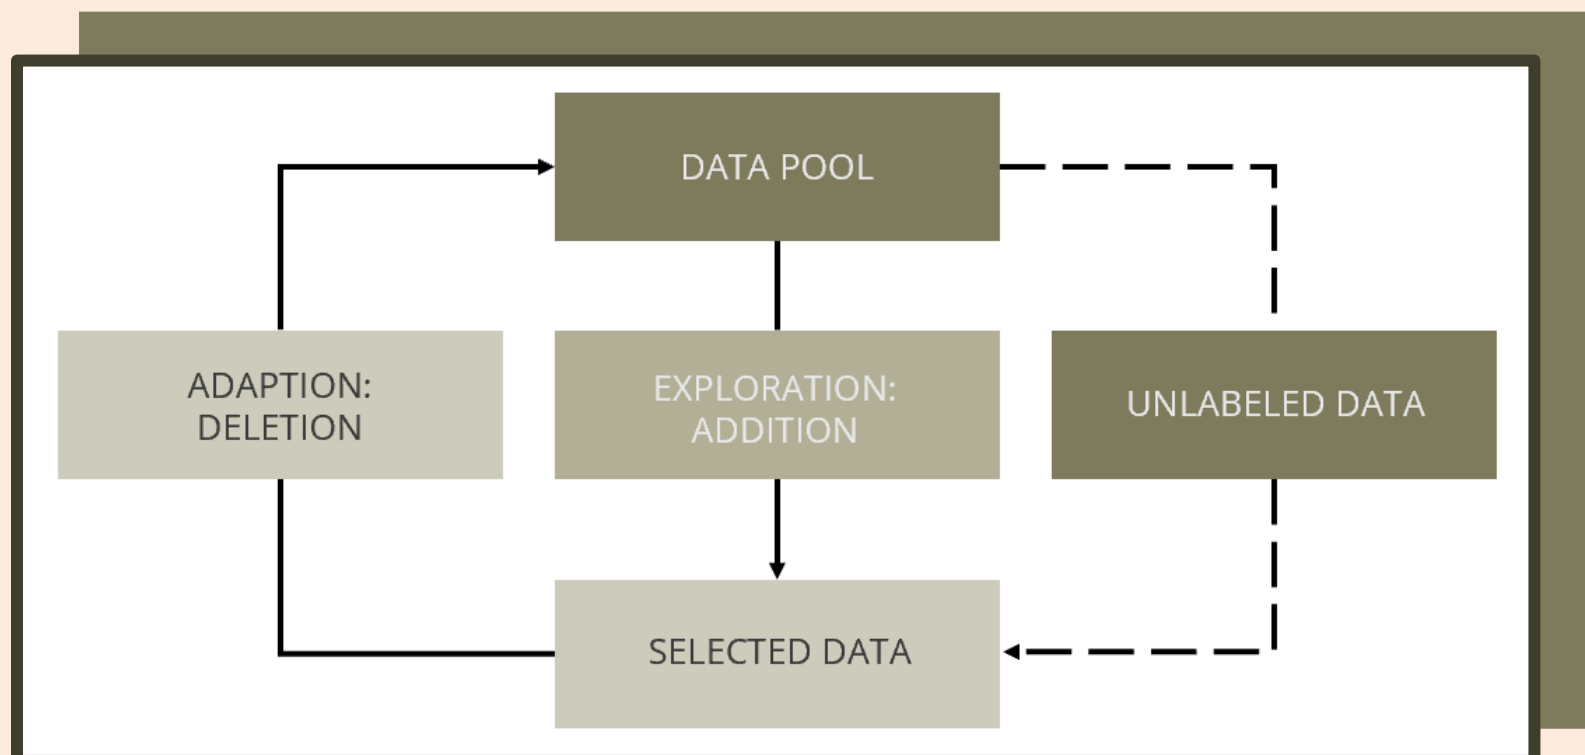 DATA POOL
ADAPTION:
DELETION
EXPLORATION:
ADDITION
UNLABELED DATA
SELECTED DATA